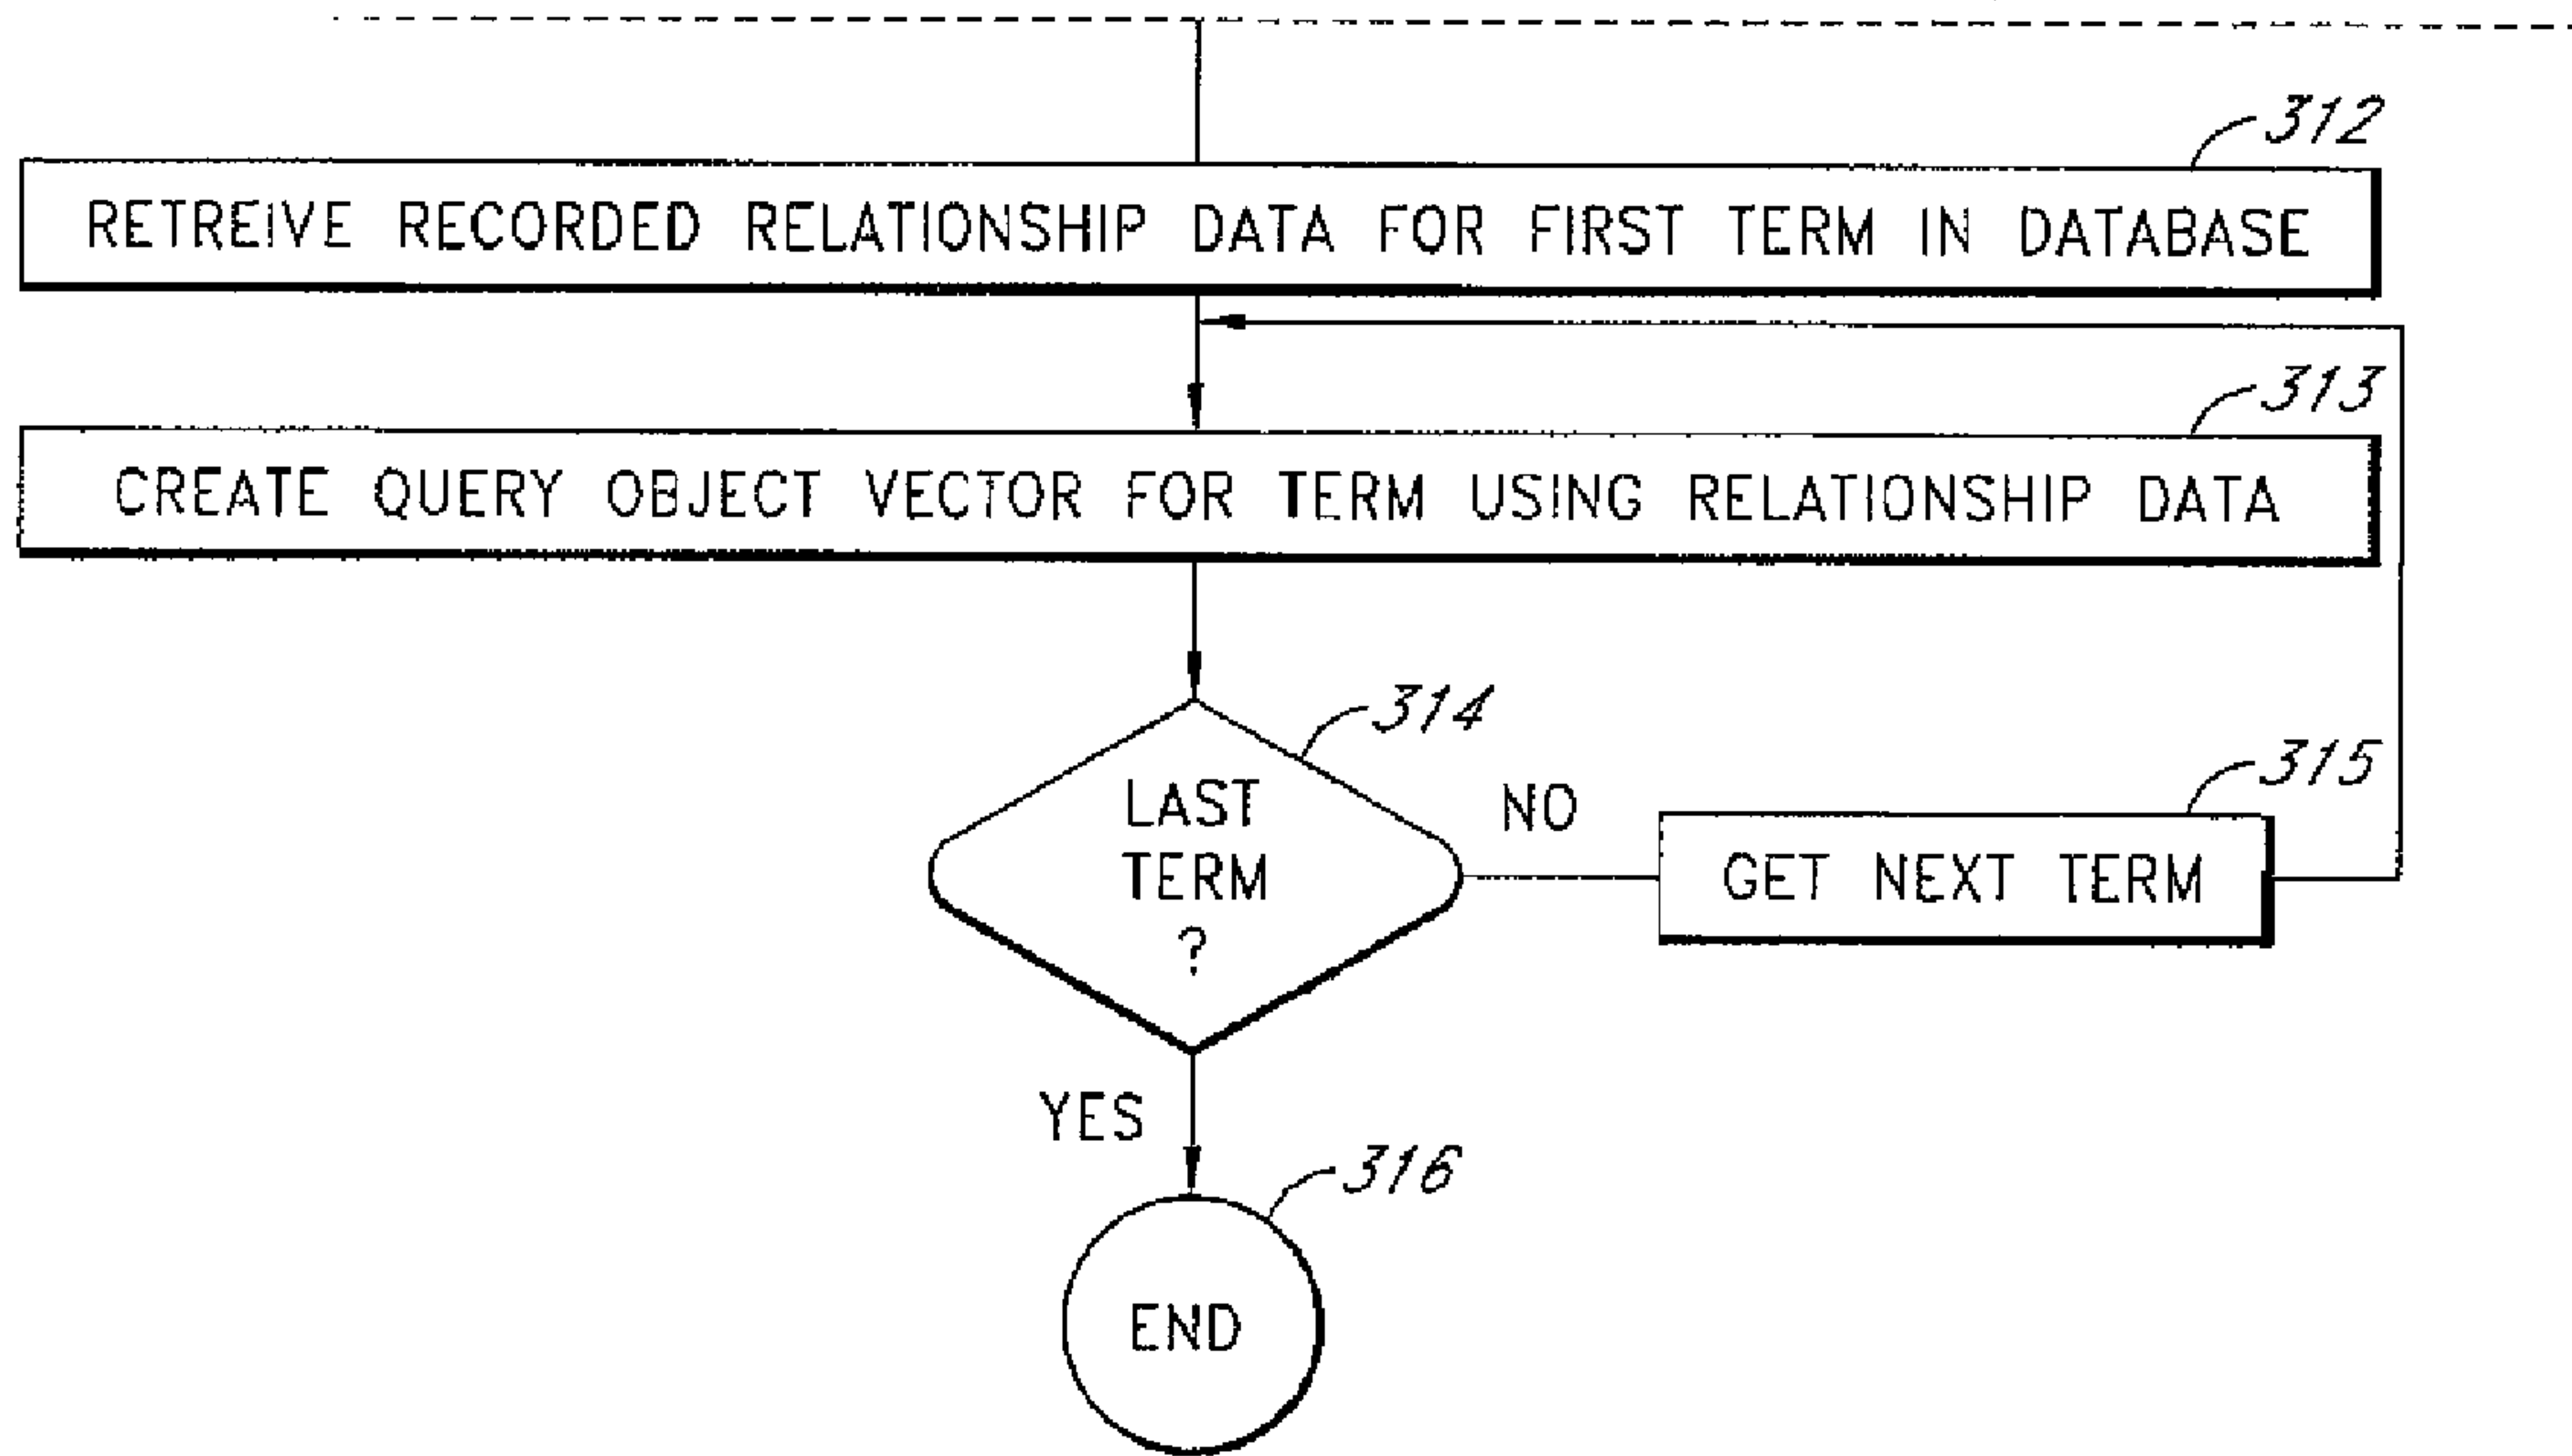 312
RETREIVE RECORDED RELATIONSHIP DATA FOR FIRST TERM IN DATABASE
313
CREATE QUERY OBJECT VECTOR FOR TERM USING RELATIONSHIP DATA
314
LAST
TERM
?
NO
315
GET NEXT TERM
YES
316
END